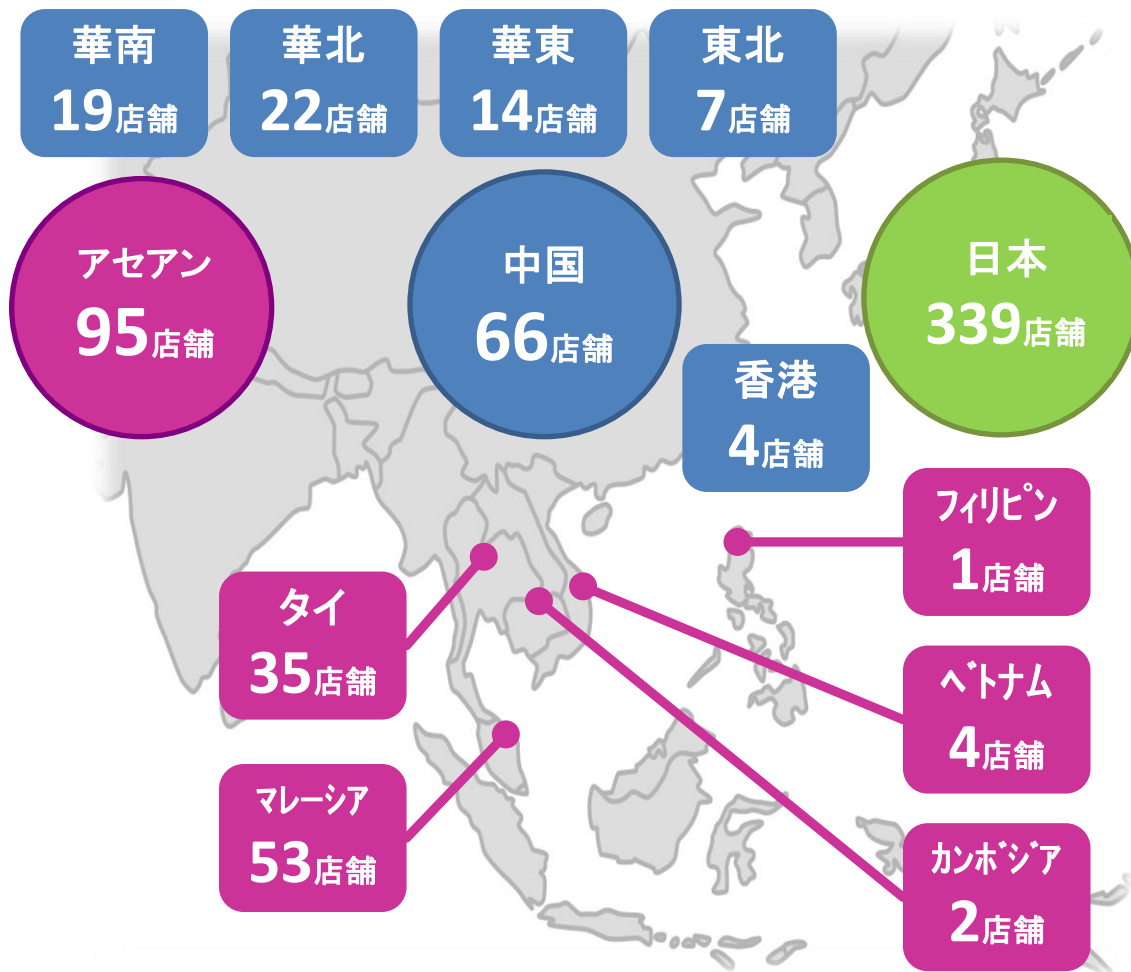 華南
19店舗
華北
22店舗
華東
14店舗
東北
7店舗
アセアン
95店舗
中国
66店舗
日本
339店舗
香港
4店舗
フィリピン
1店舗
タイ
35店舗
ベトナム
4店舗
マレーシア
53店舗
カンボジア
2店舗